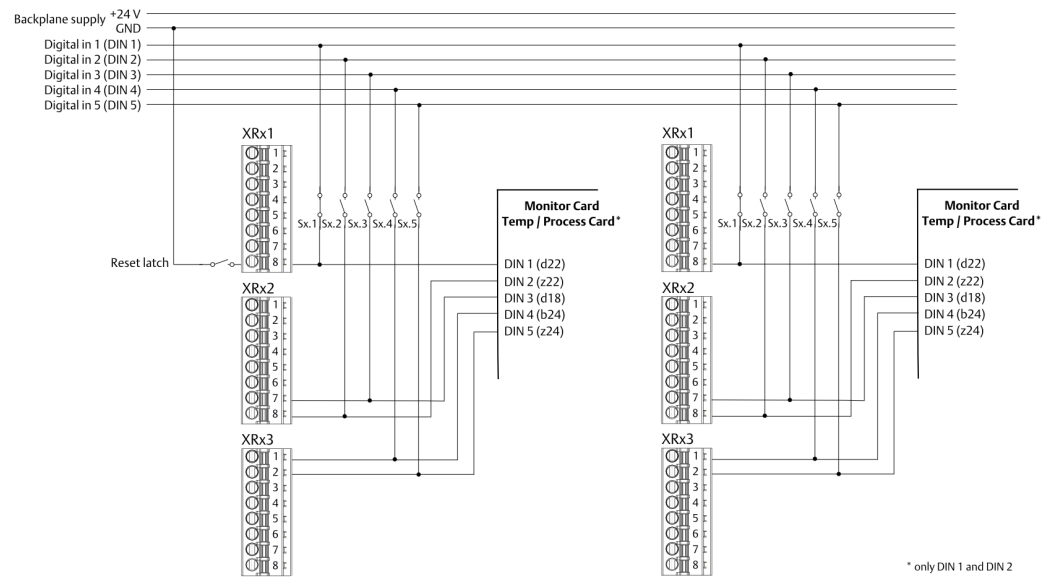 Backplane supply +24 V
GND
Digital in 1 (DIN 1)
Digital in 2 (DIN 2)
Digital in 3 (DIN 3)
Digital in 4 (DIN 4)
Digital in 5 (DIN 5)
XRx1
1
2
3
4
5
6
7
8
Sx.1 Sx.2 Sx.3 Sx.4 Sx.5
Reset latch
Monitor Card
Temp / Process Card*
DIN 1 (d22)
DIN 2 (z22)
DIN 3 (d18)
DIN 4 (b24)
DIN 5 (z24)
XRx2
1
2
3
4
5
6
7
8
XRx3
1
2
3
4
5
6
7
8
XRx1
1
2
3
4
5
6
7
8
Sx.1 Sx.2 Sx.3 Sx.4 Sx.5
Monitor Card
Temp / Process Card*
DIN 1 (d22)
DIN 2 (z22)
DIN 3 (d18)
DIN 4 (b24)
DIN 5 (z24)
XRx2
1
2
3
4
5
6
7
8
XRx3
1
2
3
4
5
6
7
8
* only DIN 1 and DIN 2